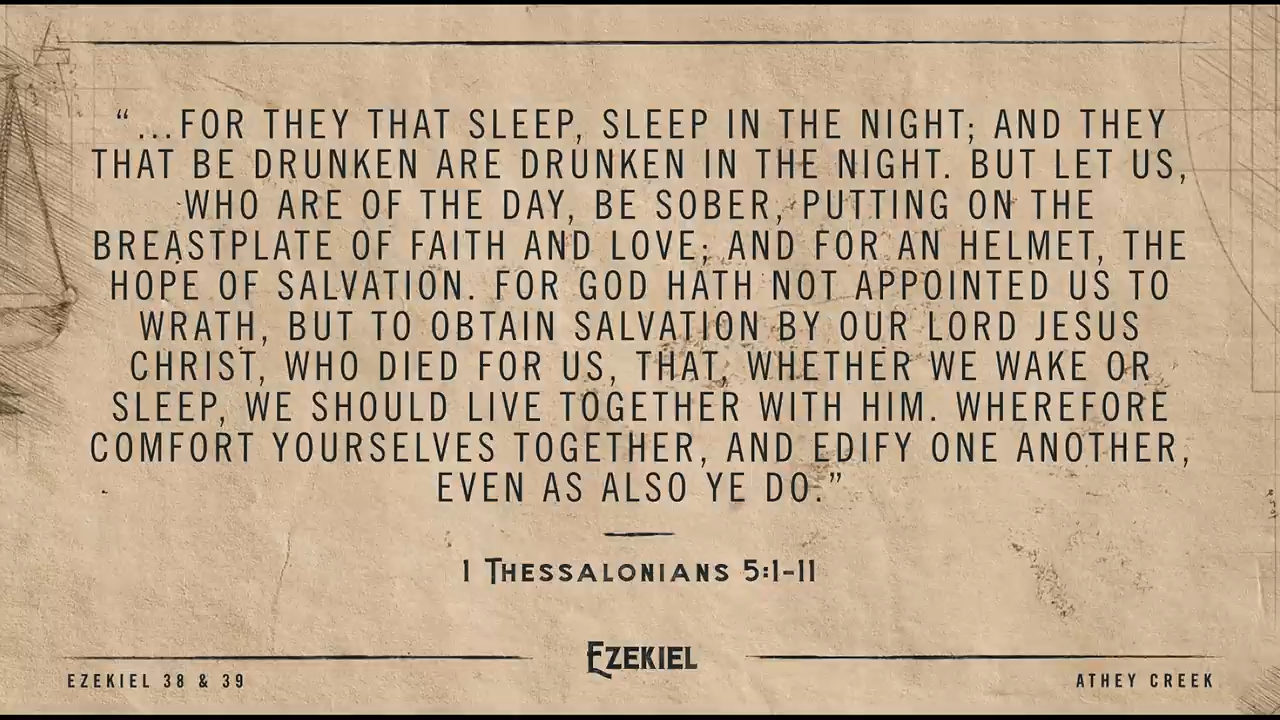 “...FOR THEY THAT SLEEP, SLEEP IN THE NIGHT; AND THEY
THAT BE DRUNKEN ARE DRUNKEN IN THE NIGHT. BUT LET US,
WHO ARE OF THE DAY, BE SOBER, PUTTING ON THE
BREASTPLATE OF FAITH AND LOVE; AND FOR AN HELMET, THE
HOPE OF SALVATION. FOR GOD HATH NOT APPOINTED US TO
WRATH, BUT TO OBTAIN SALVATION BY OUR LORD JESUS
CHRIST, WHO DIED FOR US, THAT, WHETHER WE WAKE OR
SLEEP, WE SHOULD LIVE TOGETHER WITH HIM. WHEREFORE
COMFORT YOURSELVES TOGETHER, AND EDIFY ONE ANOTHER,
EVEN AS ALSO YE DO.”
1 THESSALONIANS 5:1-11
EZEKIEL
EZEKIEL 38 & 39
ATHEY CREEK